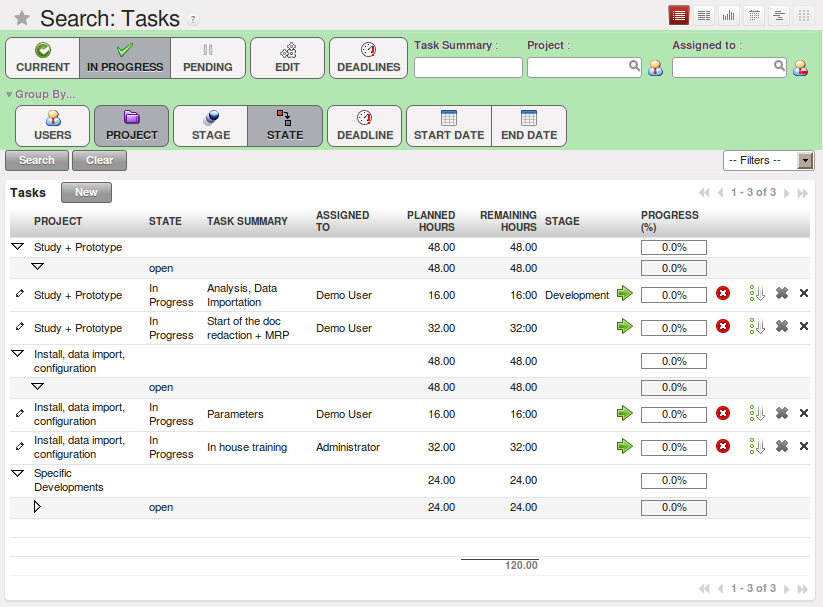 Search: Tasks ?
CURRENT IN PROGRESS PENDING EDIT DEADLINES Task Summary : Project : Assigned to :
Group By...
USERS PROJECT STAGE STATE DEADLINE START DATE END DATE
Search Clear -- Filters --
Tasks New 1 - 3 of 3
PROJECT STATE TASK SUMMARY ASSIGNED TO PLANNED HOURS REMAINING HOURS STAGE PROGRESS (%)
Study + Prototype 48.00 48.00 0.0%
open 48.00 48.00 0.0%
Study + Prototype In Progress Analysis, Data Importation Demo User 16.00 16:00 Development 0.0%
Study + Prototype In Progress Start of the doc redaction + MRP Demo User 32.00 32:00 0.0%
Install, data import, configuration 48.00 48.00 0.0%
open 48.00 48.00 0.0%
Install, data import, configuration In Progress Parameters Demo User 16.00 16:00 0.0%
Install, data import, configuration In Progress In house training Administrator 32.00 32:00 0.0%
Specific Developments 24.00 24.00 0.0%
open 24.00 24.00 0.0%
120.00
1 - 3 of 3